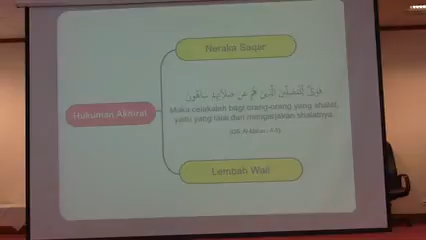 Neraka Saqar
فويل للمصلين الذين هم عن صلاتهم ساهون
Hukuman Akhirat
Maka celakalah bagi orang-orang yang shalat,
yaitu yang lalai dari mengerjakan shalatnya
Lembah Wail